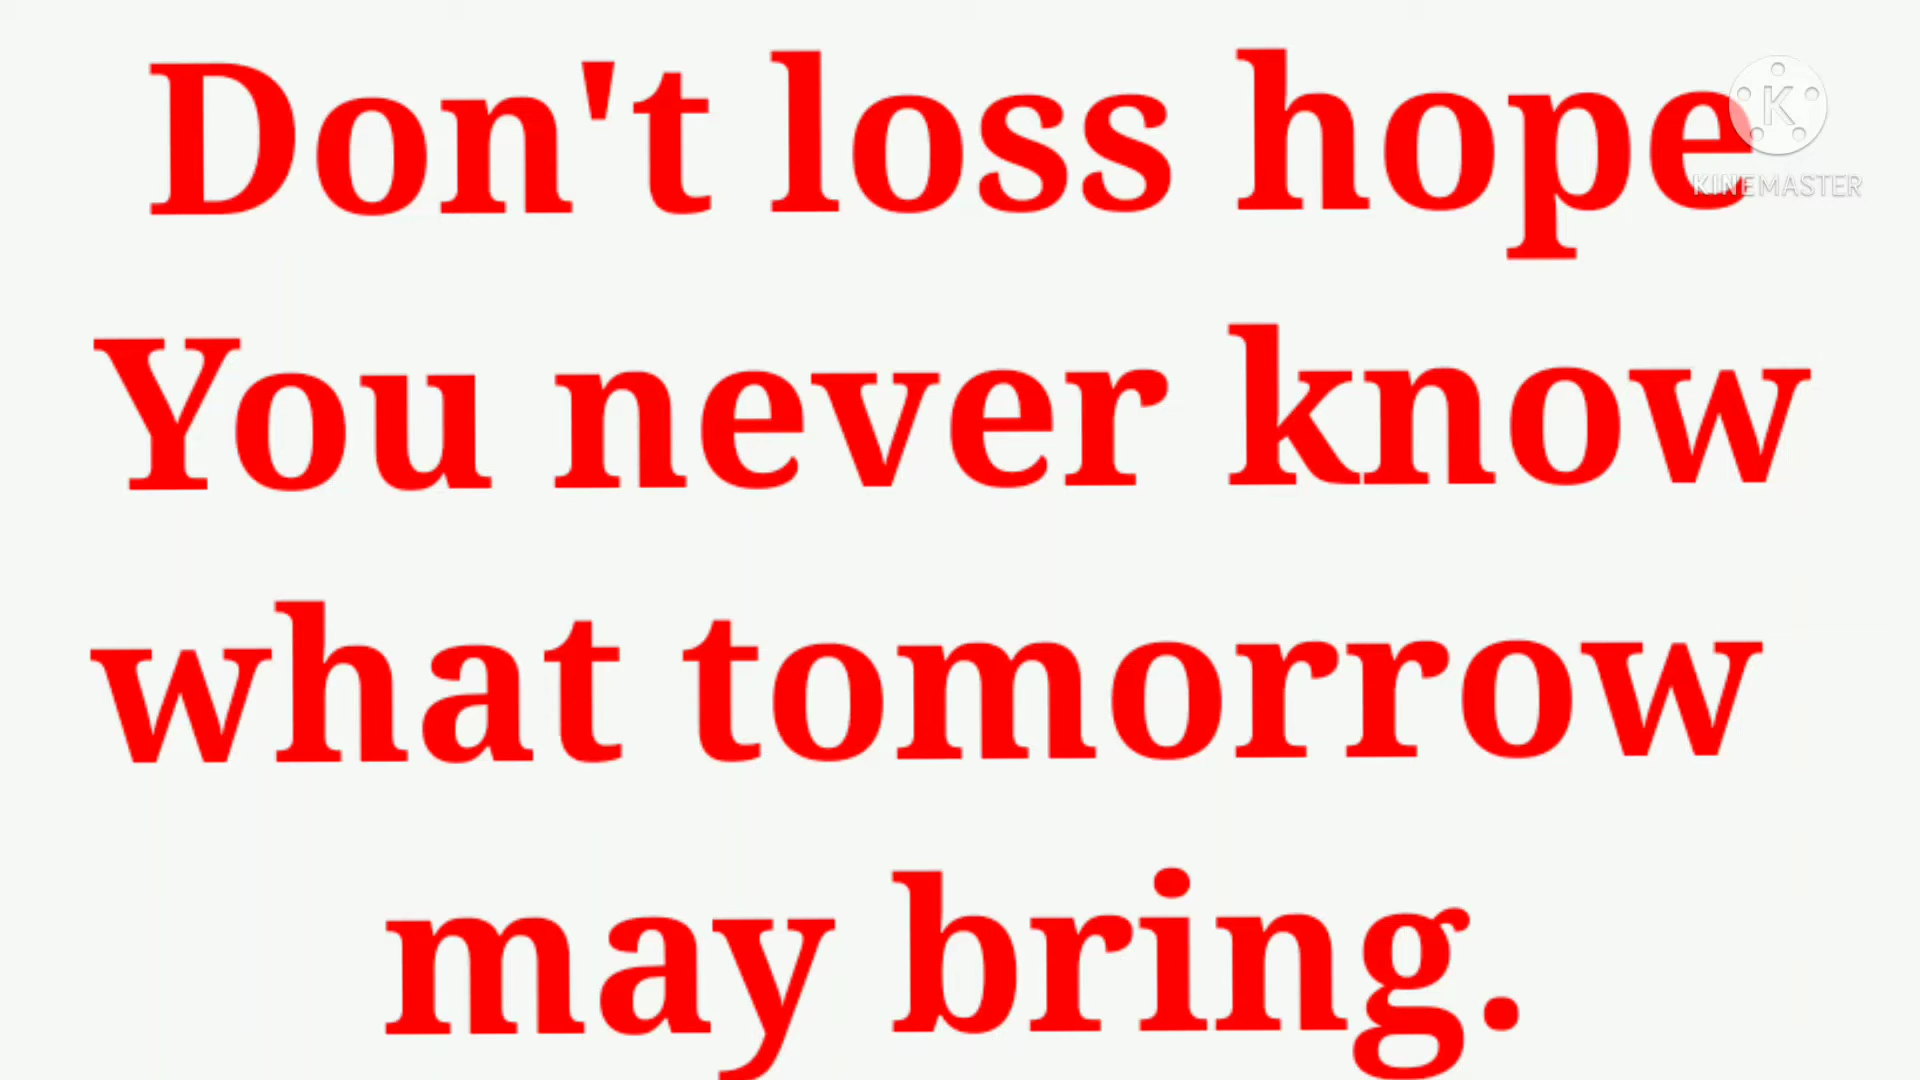 Don't loss hope
K
KINEMASTER
You never know
what tomorrow
may bring.